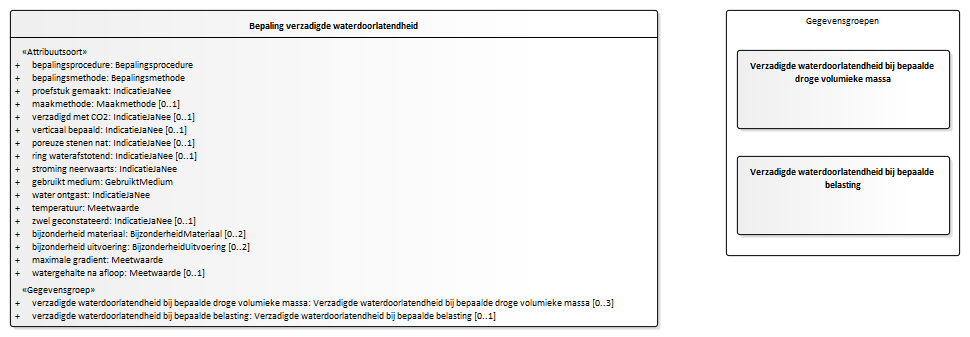 Bepaling verzadigde waterdoorlatendheid
«Attribuutsoort»
+ bepalingsprocedure: Bepalingsprocedure
+ bepalingsmethode: Bepalingsmethode
+ proefstuk gemaakt: IndicatieJaNee
+ maakmethode: Maakmethode [0..1]
+ verzadigd met CO2: IndicatieJaNee [0..1]
+ verticaal bepaald: IndicatieJaNee [0..1]
+ poreuze stenen nat: IndicatieJaNee [0..1]
+ ring waterafstotend: IndicatieJaNee [0..1]
+ stroming neerwaarts: IndicatieJaNee
+ gebruikt medium: GebruiktMedium
+ water ontgast: IndicatieJaNee
+ temperatuur: Meetwaarde
+ zwel geconstateerd: IndicatieJaNee [0..1]
+ bijzonderheid materiaal: BijzonderheidMateriaal [0..2]
+ bijzonderheid uitvoering: BijzonderheidUitvoering [0..2]
+ maximale gradient: Meetwaarde
+ watergehalte na afloop: Meetwaarde [0..1]
«Gegevensgroep»
+ verzadigde waterdoorlatendheid bij bepaalde droge volumieke massa: Verzadigde waterdoorlatendheid bij bepaalde droge volumieke massa [0..3]
+ verzadigde waterdoorlatendheid bij bepaalde belasting: Verzadigde waterdoorlatendheid bij bepaalde belasting [0..1]
Gegevensgroepen
Verzadigde waterdoorlatendheid bij bepaalde
droge volumieke massa
Verzadigde waterdoorlatendheid bij bepaalde
belasting